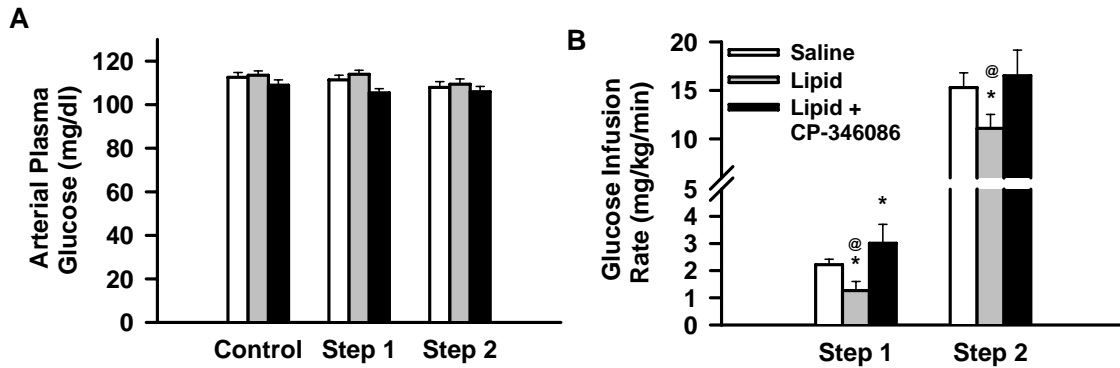 A
Arterial Plasma
Glucose (mg/dl)
120
100
80
60
40
20
0
Control
Step 1
Step 2
B
Glucose Infusion
Rate (mg/kg/min)
20
15
10
5
4
3
2
1
0
Saline
Lipid
Lipid +
CP-346086
@
*
*
@
*
Step 1
Step 2